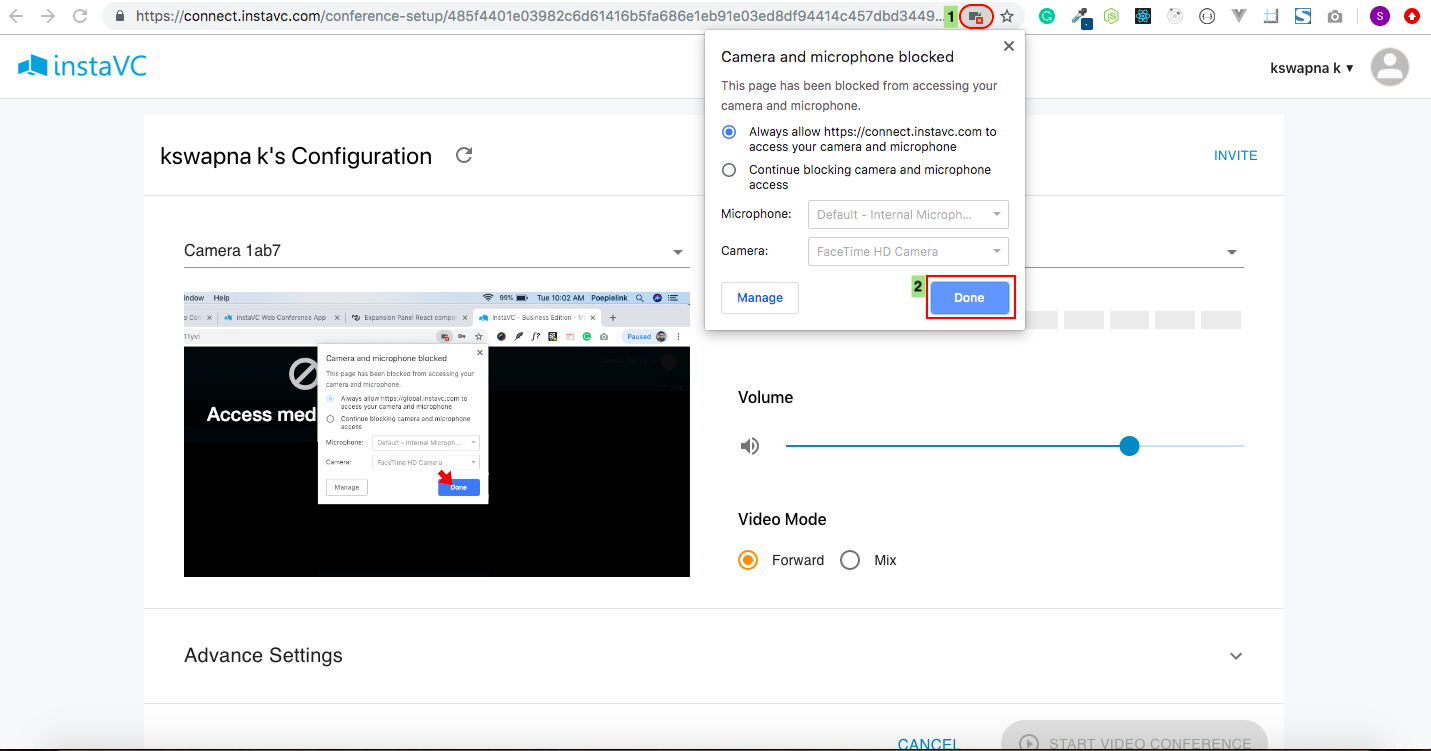 https://connect.instavc.com/conference-setup/485f4401e03982c6d61416b5fa686e1eb91e03ed8df94414c457dbd3449...
1
S
instaVC
kswapna k ▾
Camera and microphone blocked
This page has been blocked from accessing your
camera and microphone.
Always allow https://connect.instavc.com to
access your camera and microphone
Continue blocking camera and microphone
access
Microphone:
Default - Internal Microph...
Camera:
FaceTime HD Camera
Manage
2
Done
kswapna k's Configuration
INVITE
Camera 1ab7
indow Help
99%
Tue 10:02 AM Poepielink
instaVC Web Conference App
Expansion Panel React compo
InstaVC - Business Edition - M
11yvi
Paused
Camera and microphone blocked
This page has been blocked from accessing your
camera and microphone.
Always allow https://global.instavc.com to
access your camera and microphone
Continue blocking camera and microphone
access
Microphone:
Default - Internal Microph...
Camera:
FaceTime HD Camera
Manage
Done
Access med
Volume
Video Mode
Forward
Mix
Advance Settings
CANCEL
START VIDEO CONFERENCE